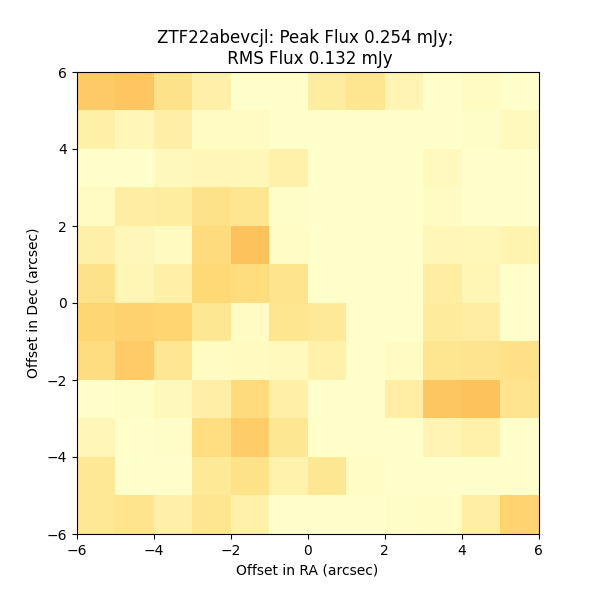 ZTF22abevcjl: Peak Flux 0.254 mJy;
RMS Flux 0.132 mJy
6
4
2
0
−2
−4
−6
Offset in Dec (arcsec)
−6 −4 −2 0 2 4 6
Offset in RA (arcsec)